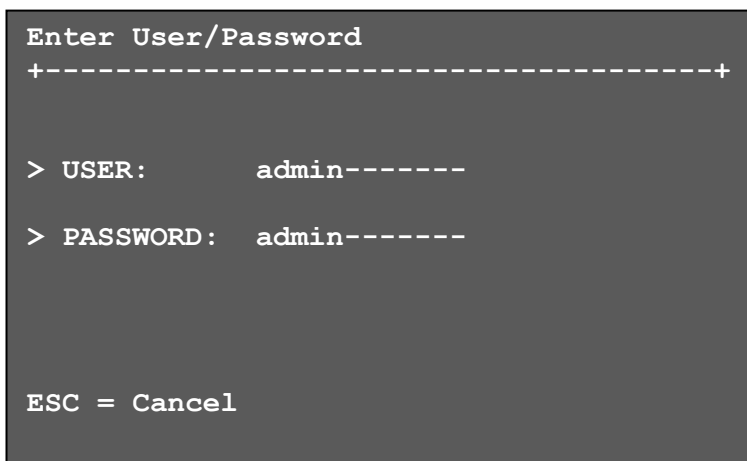 Enter User/Password
+--------------------------------------+
> USER: admin-------
> PASSWORD: admin-------
ESC = Cancel